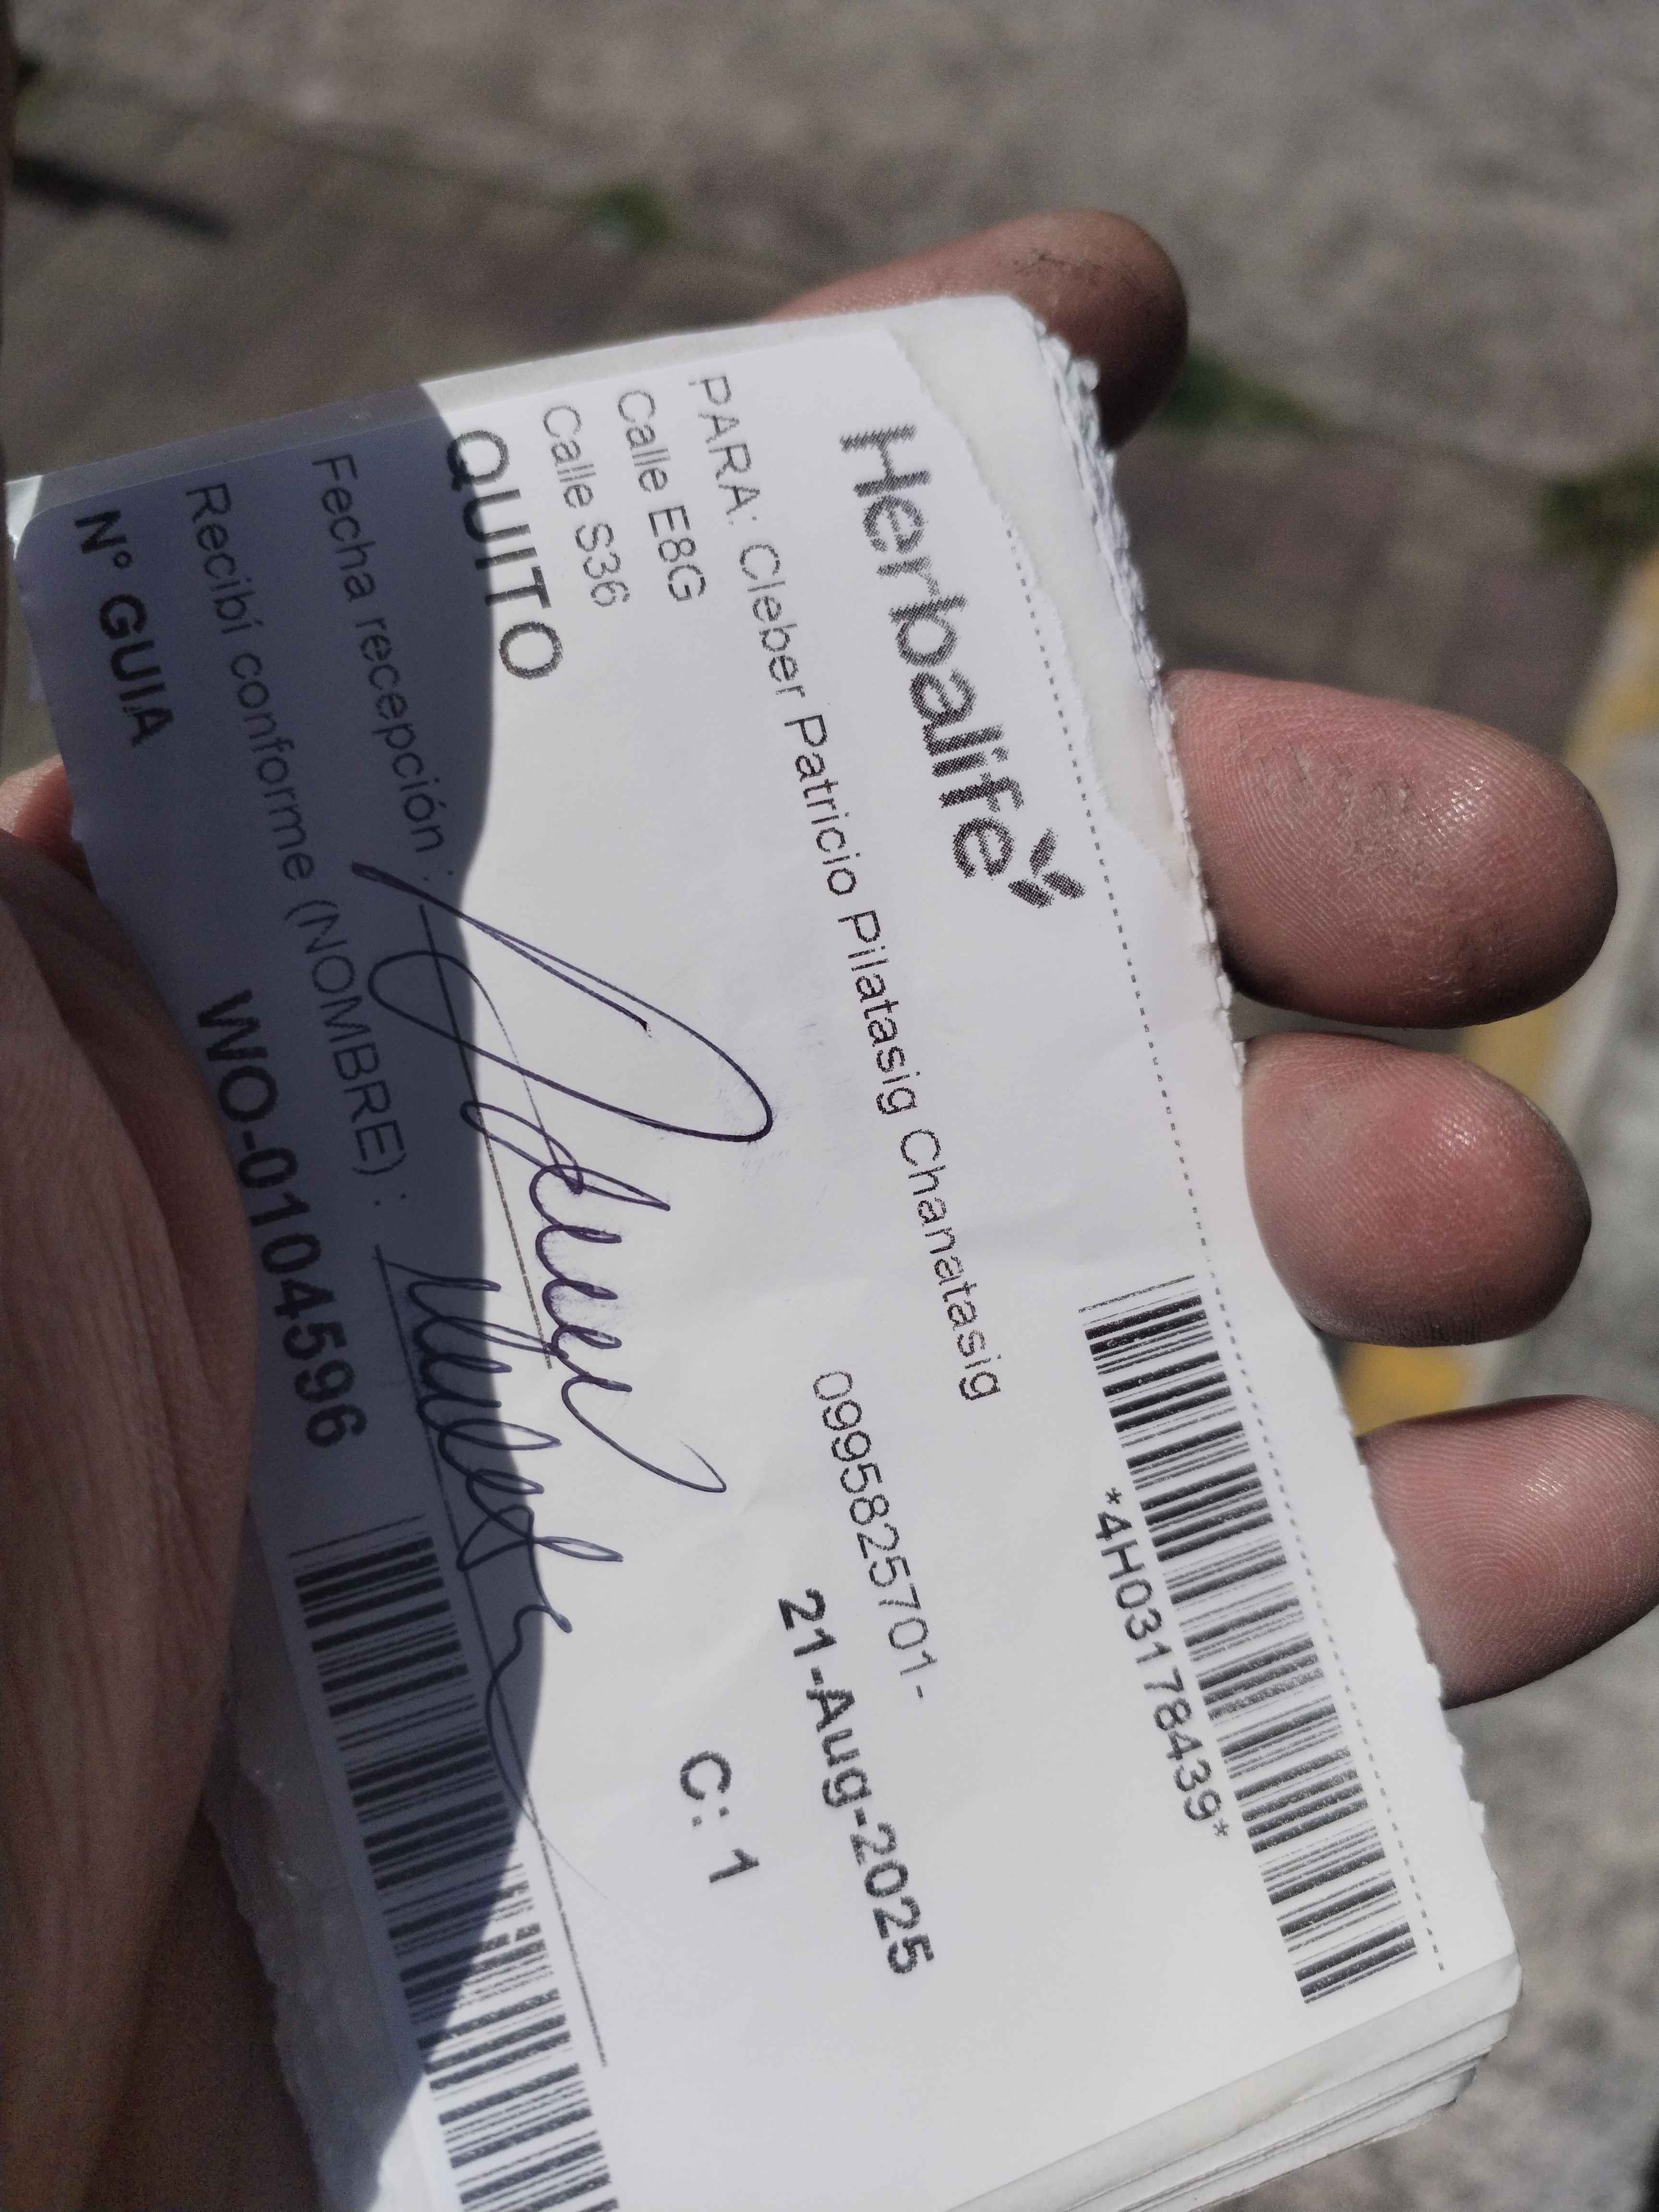 Herbalife
*4H03178439*
PARA: Cleber Patricio Pilatasig Chanatasig
Calle E8G
0995825701-
Calle S36
21-Aug-2025
QUITO
C: 1
Fecha recepción :
Recibí conforme (NOMBRE) :
N° GUIA WO-0104596